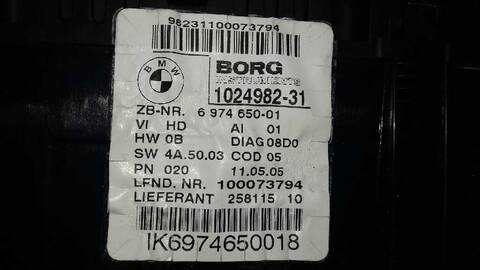 98231100073794
BMW
BORG
INSTRUMENTS
1024982-31
ZB-NR. 6 974 650-01
VI HD AI 01
HW 0B DIAG 08D0
SW 4A.50.03 COD 05
PN 020 11.05.05
LFND. NR. 100073794
LIEFERANT 258115 10
IK6974650018